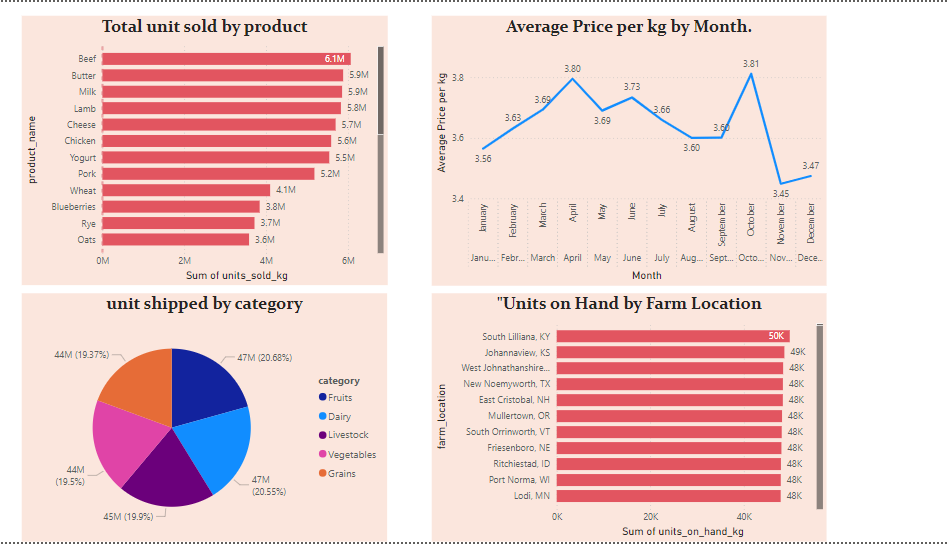 Total unit sold by product
product_name
Beef 6.1M
Butter 5.9M
Milk 5.9M
Lamb 5.8M
Cheese 5.7M
Chicken 5.6M
Yogurt 5.5M
Pork 5.2M
Wheat 4.1M
Blueberries 3.8M
Rye 3.7M
Oats 3.6M
0M 2M 4M 6M
Sum of units_sold_kg
Average Price per kg by Month.
Average Price per kg
3.8
3.6
3.4
3.56 3.63 3.69 3.80 3.69 3.73 3.66 3.60 3.60 3.81 3.45 3.47
January February March April May June July August September October November December
Janu... Febr... March April May June July Aug... Sept... Octo... Nov... Dece...
Month
unit shipped by category
47M (20.68%)
47M
(20.55%)
45M (19.9%)
44M
(19.5%)
44M (19.37%)
category
Fruits
Dairy
Livestock
Vegetables
Grains
"Units on Hand by Farm Location
farm_location
South Lilliana, KY 50K
Johannaview, KS 49K
West Johnathanshire... 48K
New Noemyworth, TX 48K
East Cristobal, NH 48K
Mullertown, OR 48K
South Orrinworth, VT 48K
Friesenboro, NE 48K
Ritchiestad, ID 48K
Port Norma, WI 48K
Lodi, MN 48K
0K 20K 40K
Sum of units_on_hand_kg